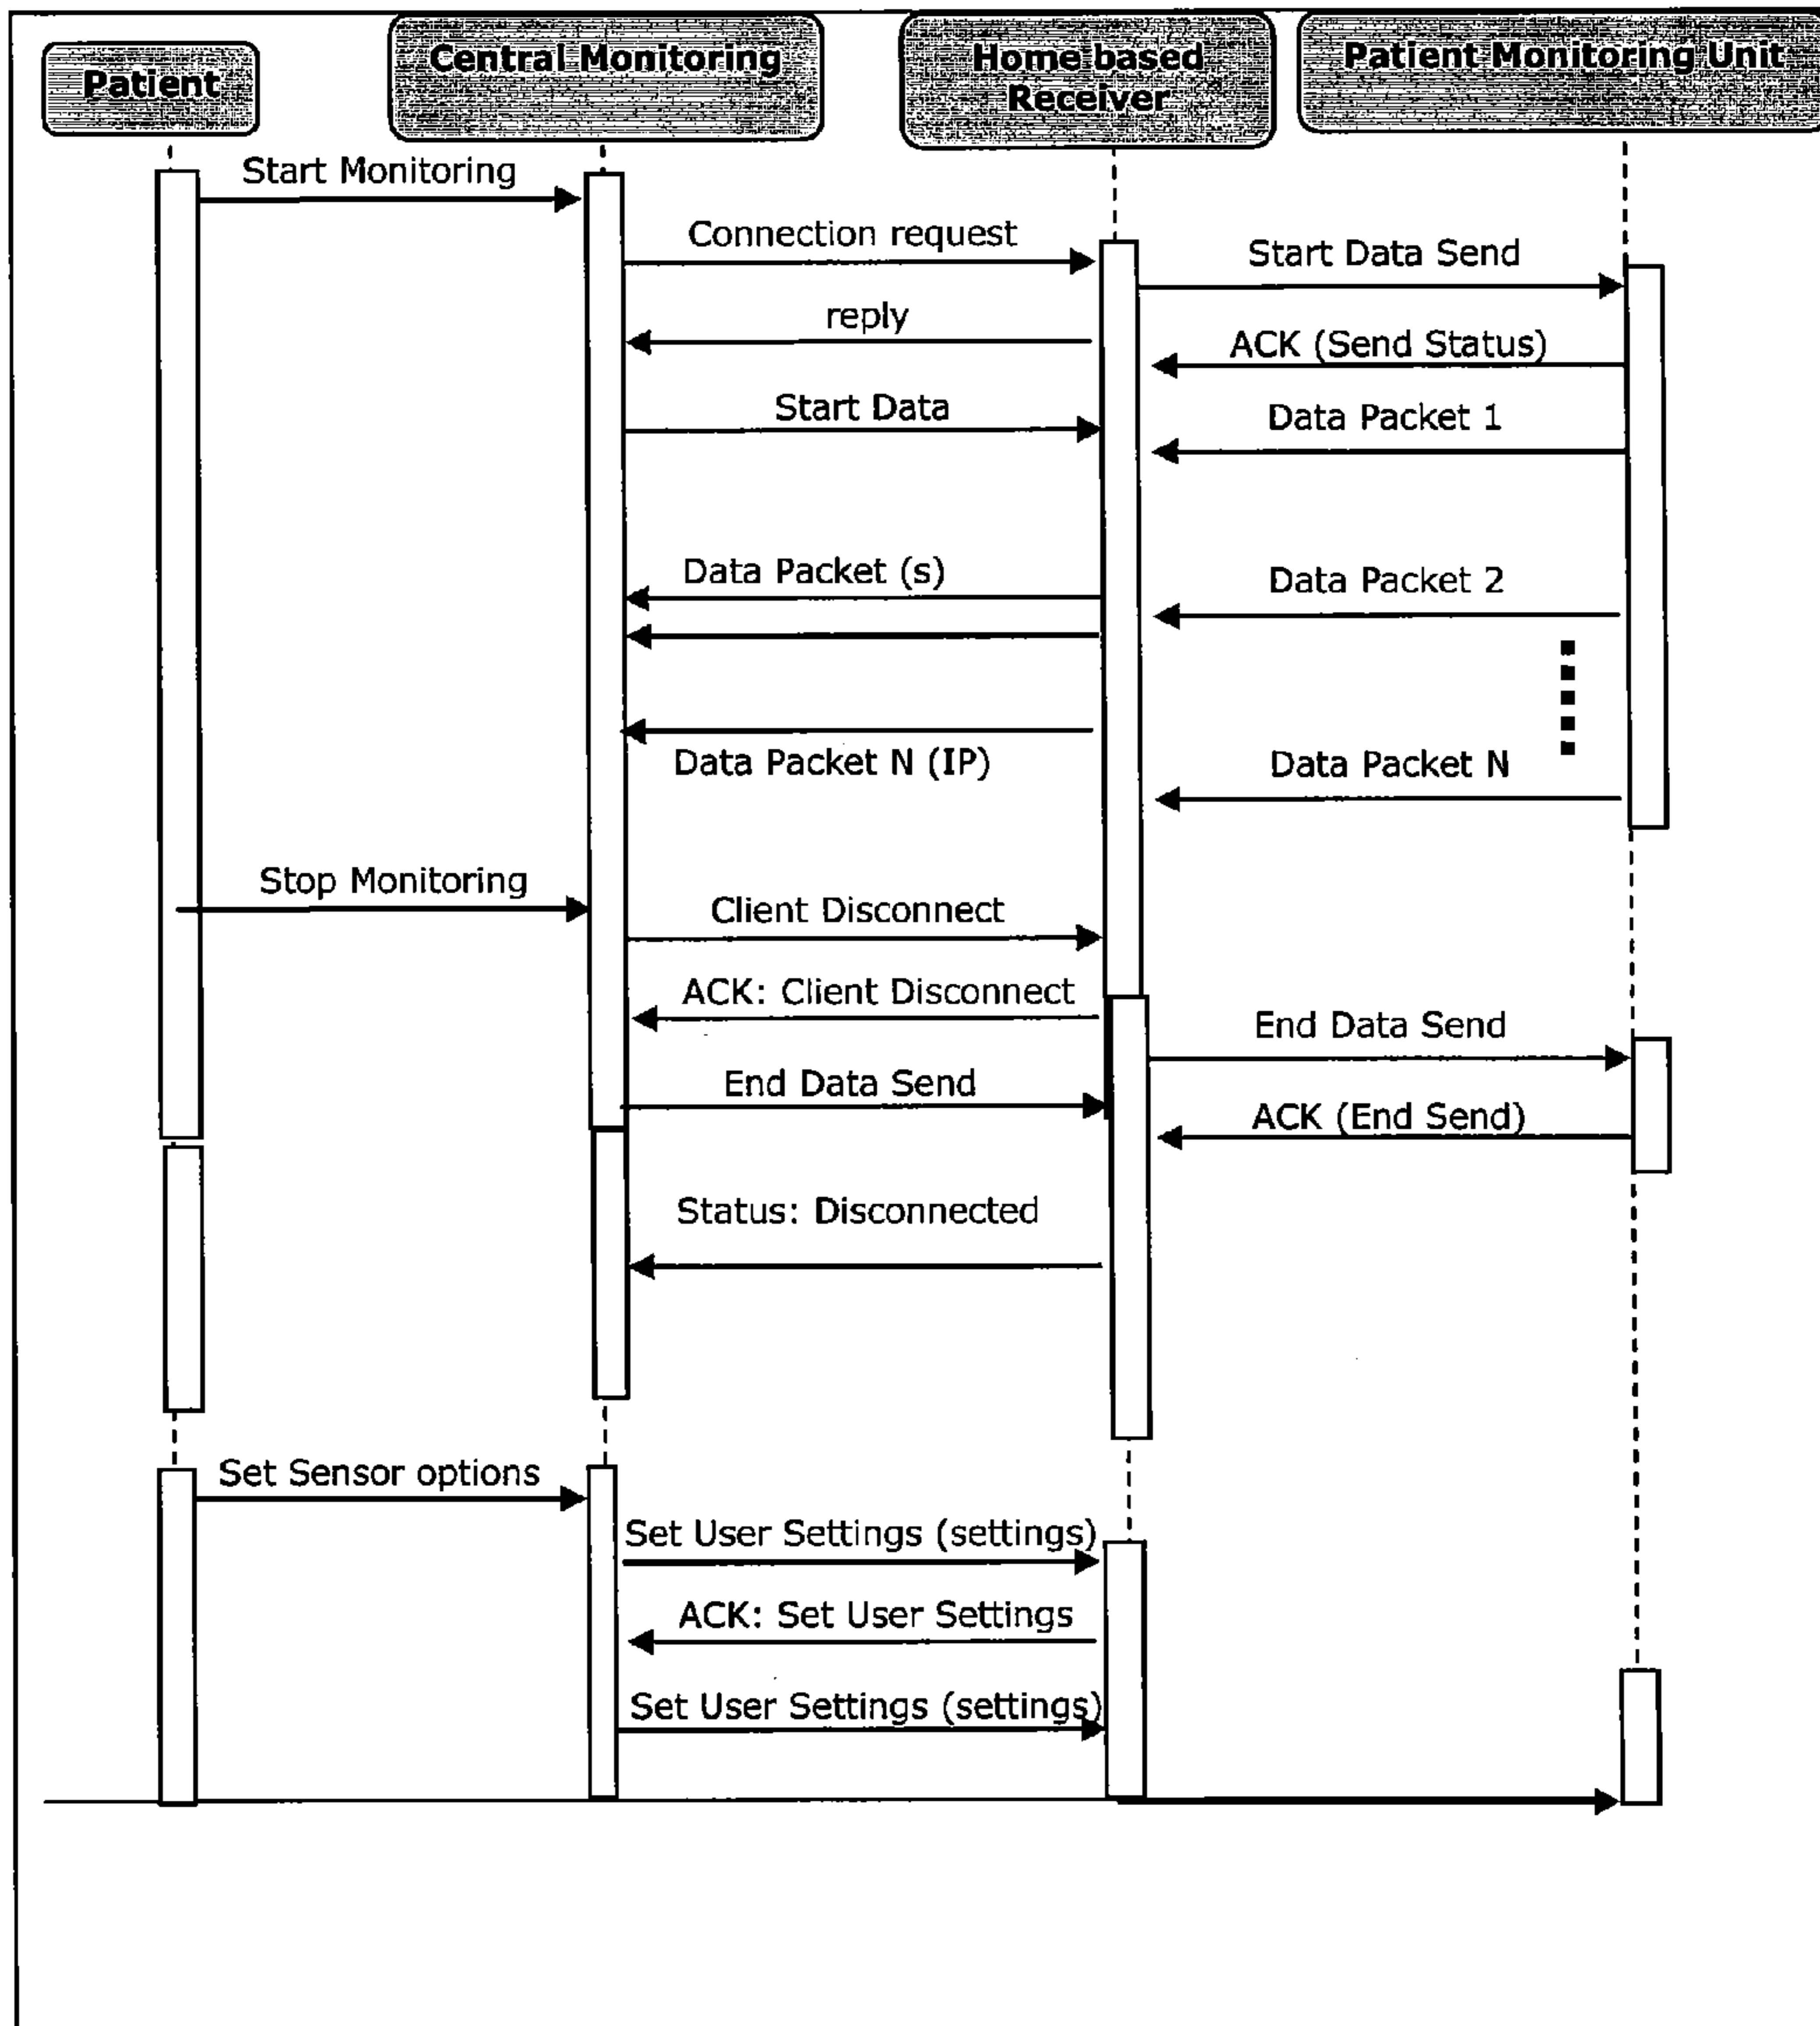 Patient
Central Monitoring
Home based
Receiver
Patient Monitoring Unit
Start Monitoring
Connection request
Start Data Send
reply
ACK (Send Status)
Start Data
Data Packet 1
Data Packet (s)
Data Packet 2
Data Packet N (IP)
Data Packet N
Stop Monitoring
Client Disconnect
ACK: Client Disconnect
End Data Send
End Data Send
ACK (End Send)
Status: Disconnected
Set Sensor options
Set User Settings (settings)
ACK: Set User Settings
Set User Settings (settings)